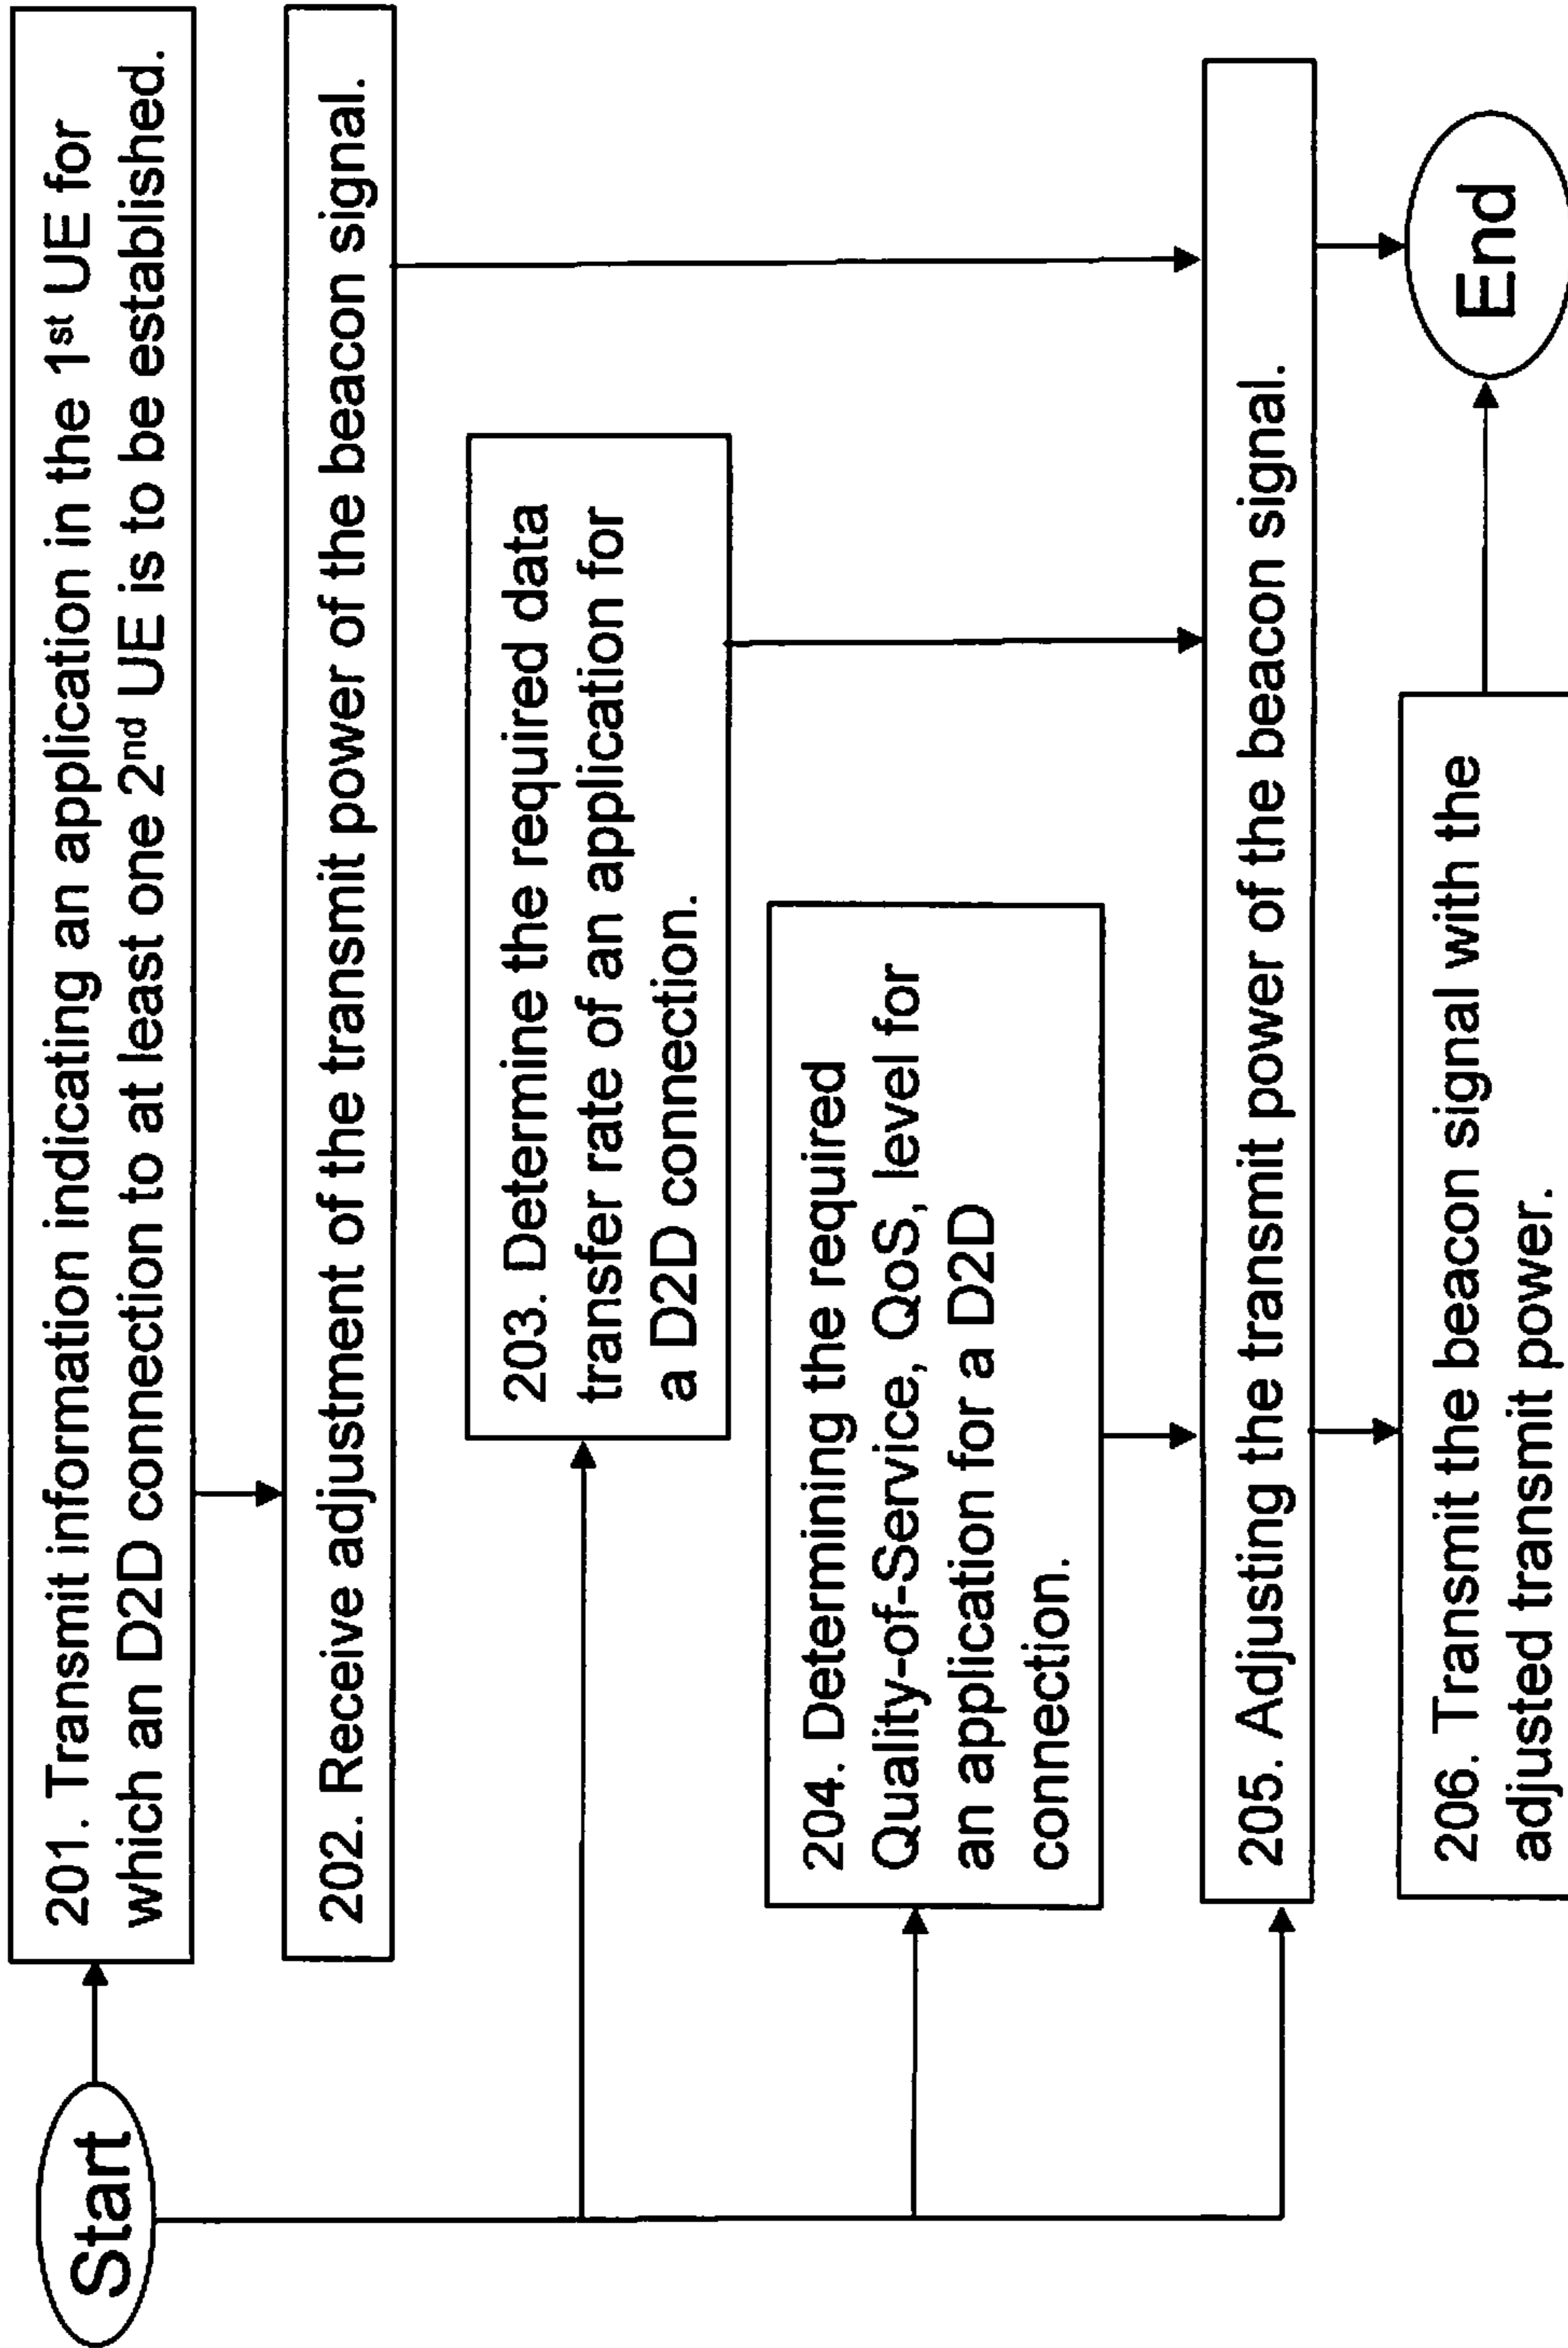 Start
201. Transmit information indicating an application in the 1st UE for
which an D2D connection to at least one 2nd UE is to be established.
202. Receive adjustment of the transmit power of the beacon signal.
203. Determine the required data
transfer rate of an application for
a D2D connection.
204. Determining the required
Quality-of-Service, QoS, level for
an application for a D2D
connection.
205. Adjusting the transmit power of the beacon signal.
206. Transmit the beacon signal with the
adjusted transmit power.
End